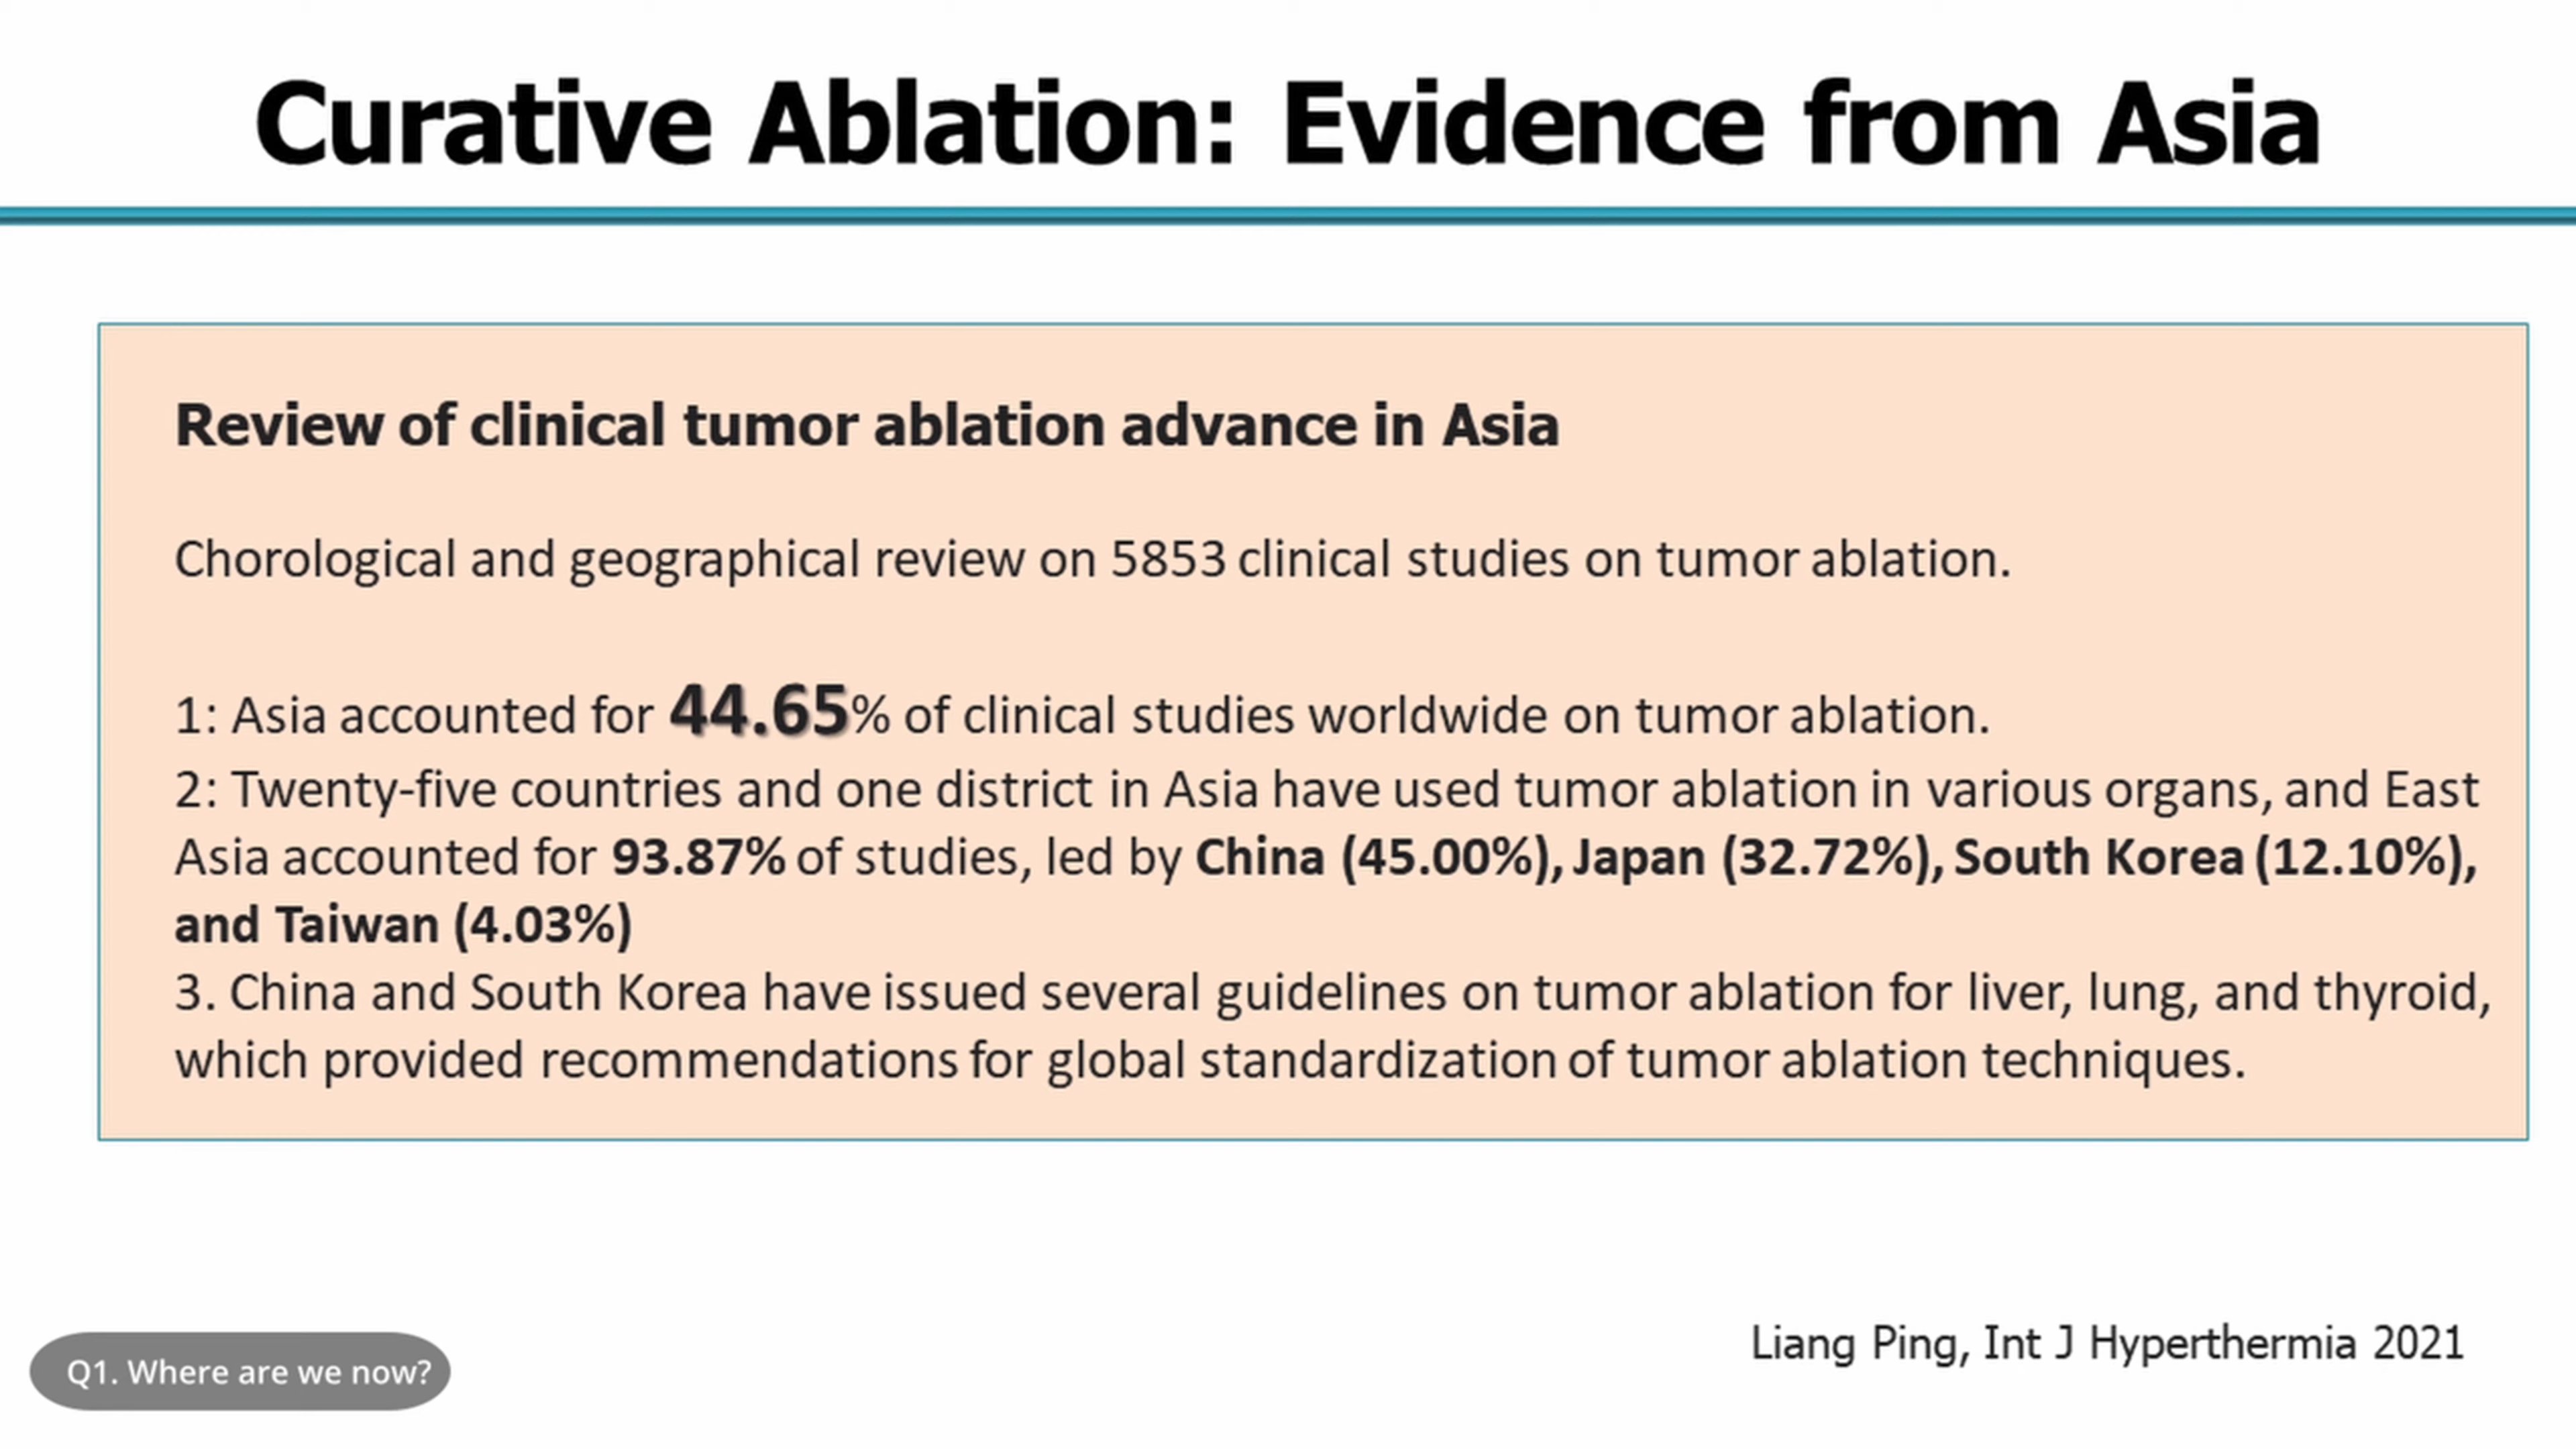 Curative Ablation: Evidence from Asia
Review of clinical tumor ablation advance in Asia
Chorological and geographical review on 5853 clinical studies on tumor ablation.
1: Asia accounted for 44.65% of clinical studies worldwide on tumor ablation.
2: Twenty-five countries and one district in Asia have used tumor ablation in various organs, and East
Asia accounted for 93.87% of studies, led by China (45.00%), Japan (32.72%), South Korea (12.10%),
and Taiwan (4.03%)
3. China and South Korea have issued several guidelines on tumor ablation for liver, lung, and thyroid,
which provided recommendations for global standardization of tumor ablation techniques.
Liang Ping, Int J Hyperthermia 2021
Q1. Where are we now?